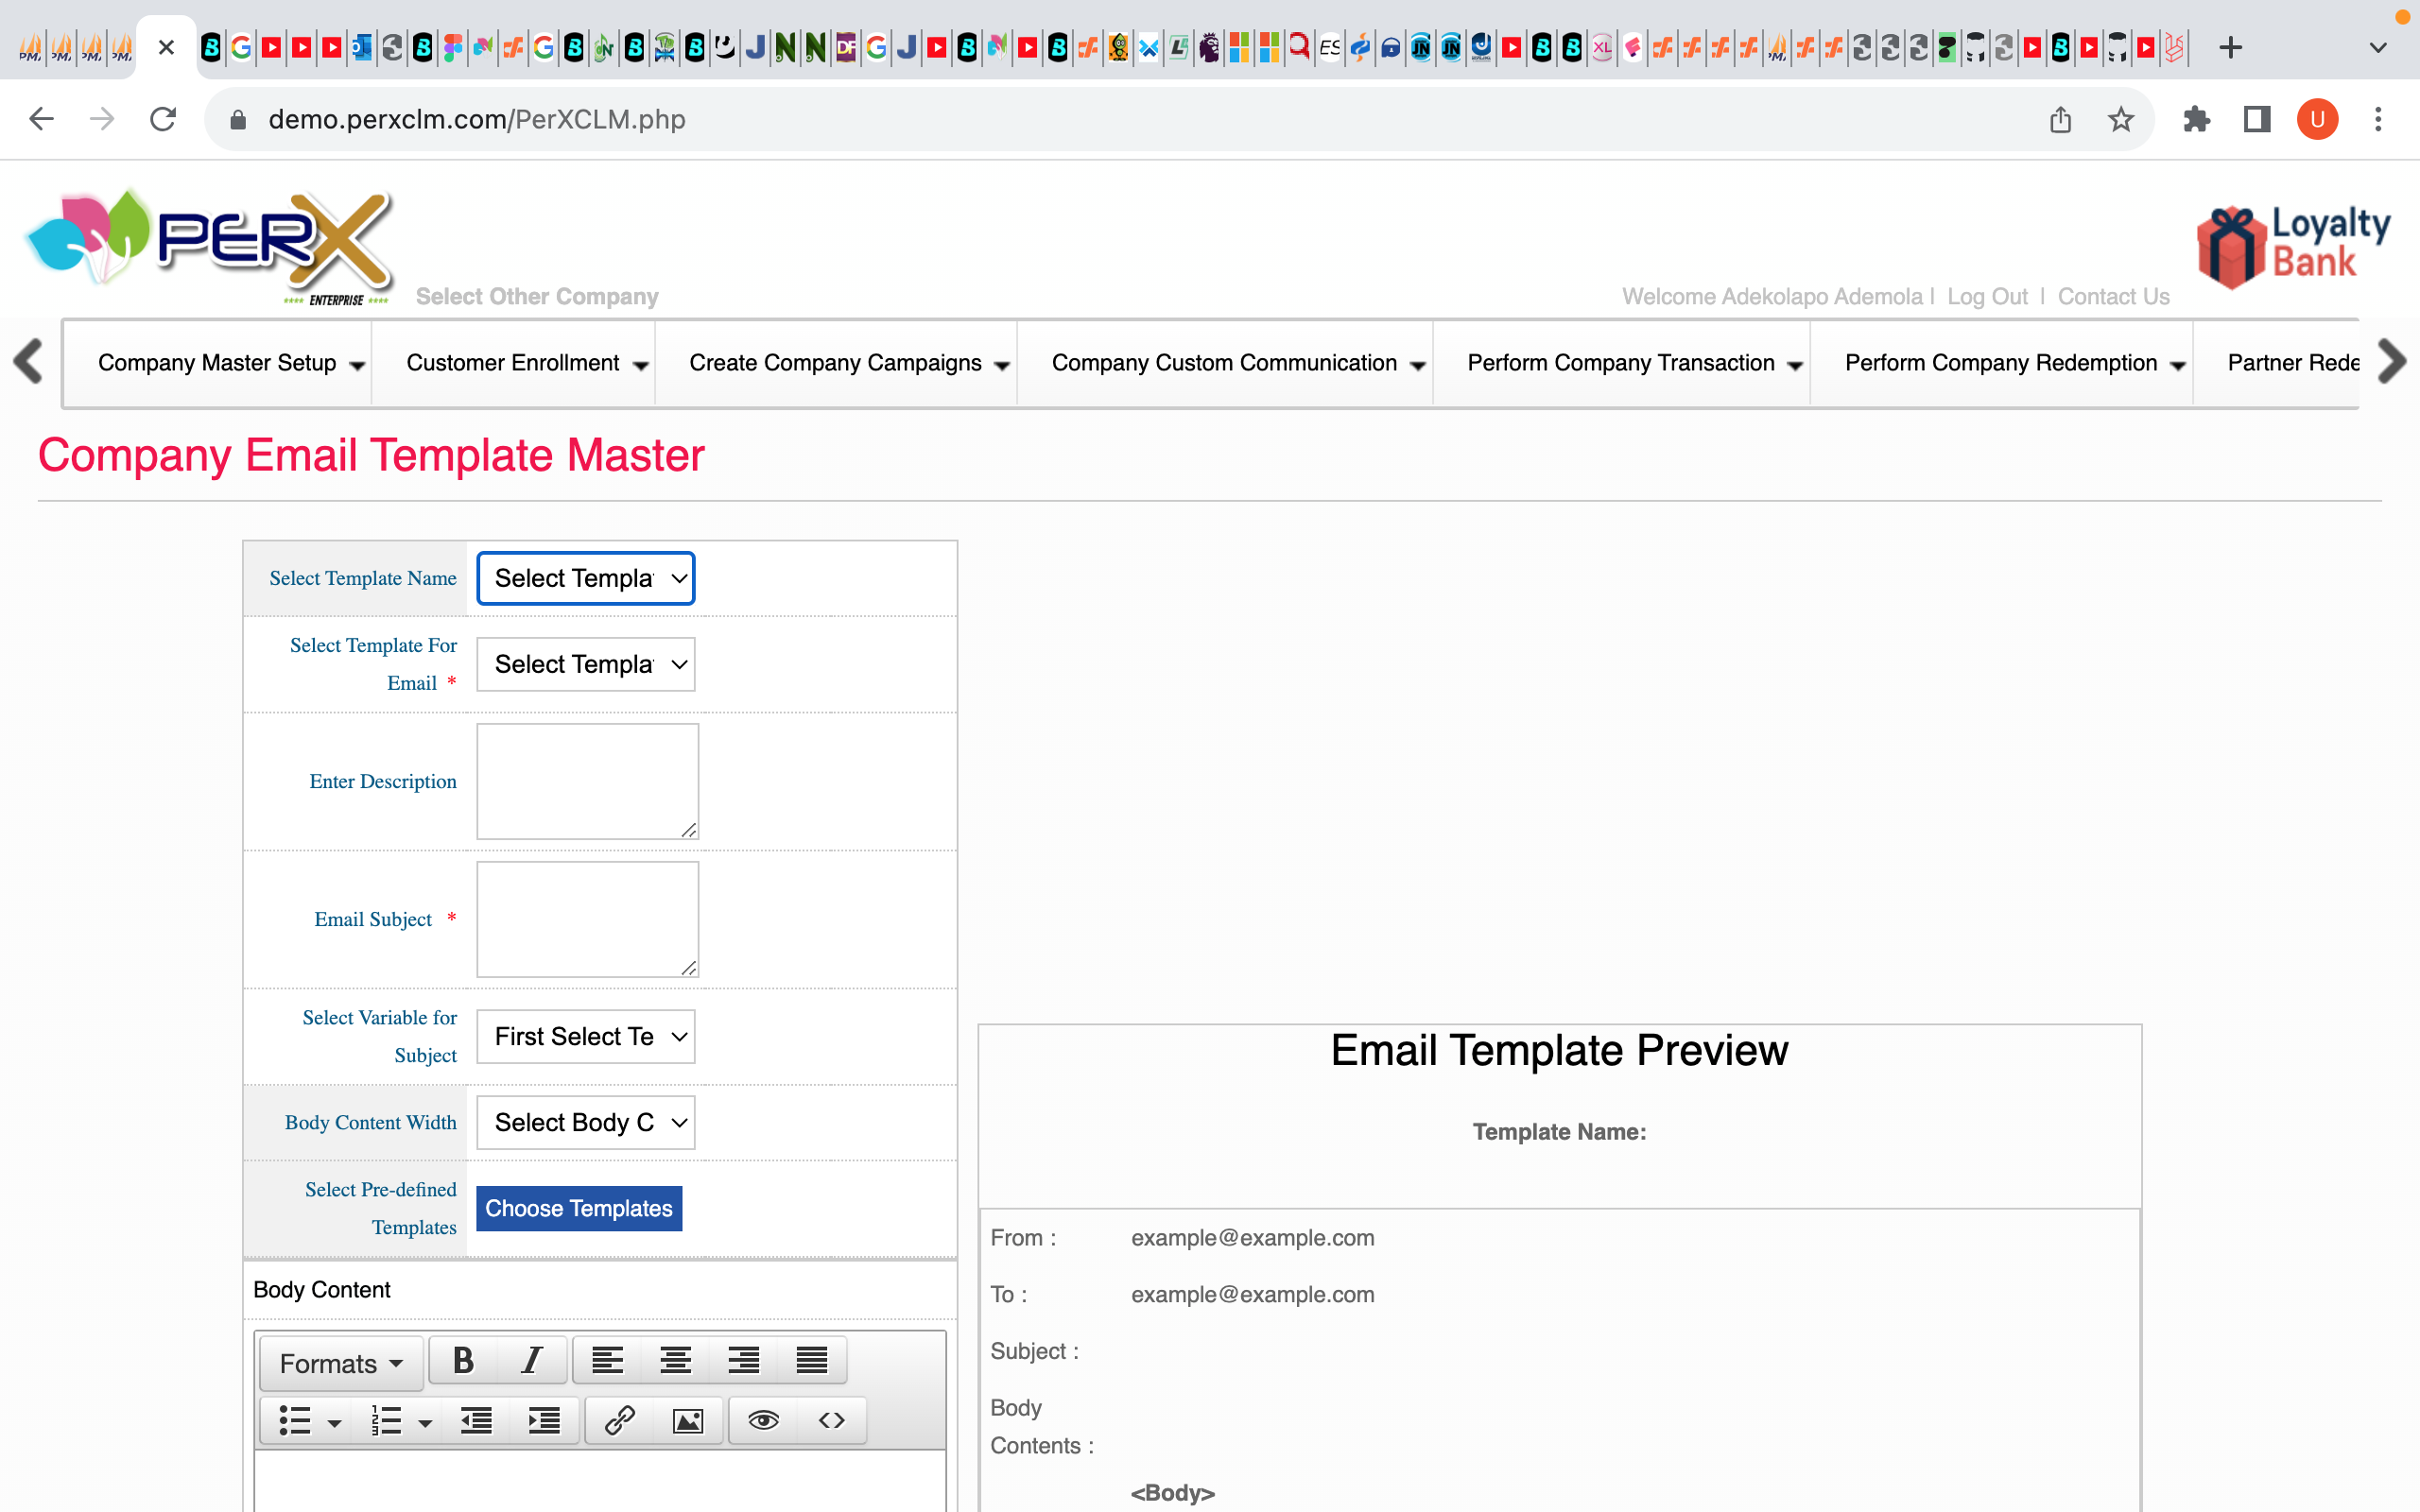 demo.perxclm.com/PerXCLM.php
U
PERX
**** ENTERPRISE ****
Select Other Company
Welcome Adekolapo Ademola | Log Out | Contact Us
Loyalty
Bank
Company Master Setup
Customer Enrollment
Create Company Campaigns
Company Custom Communication
Perform Company Transaction
Perform Company Redemption
Partner Rede
Company Email Template Master
Select Template Name
Select Templa
Select Template For
Email *
Select Templa
Enter Description
Email Subject *
Select Variable for
Subject
First Select Te
Body Content Width
Select Body C
Select Pre-defined
Templates
Choose Templates
Body Content
Formats
B I
Email Template Preview
Template Name:
From : example@example.com
To : example@example.com
Subject :
Body
Contents :
<Body>